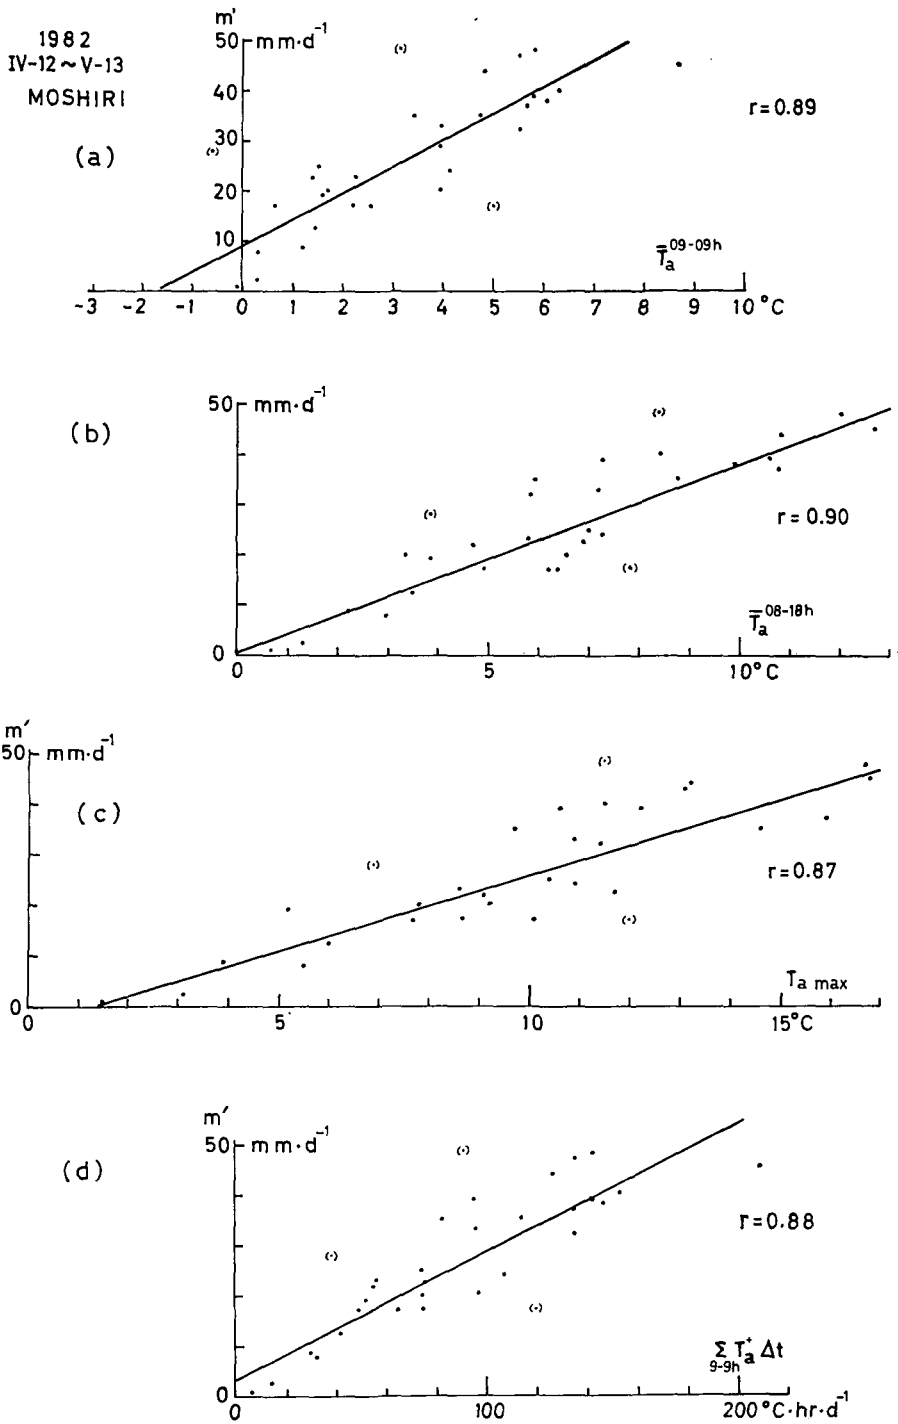 1982
IV-12~V-13
MOSHIRI
(a)
m'
50 mm·d⁻¹
40
30
20
10
r=0.89
T̄a 09-09h
-3 -2 -1 0 1 2 3 4 5 6 7 8 9 10°C
(b)
50 mm·d⁻¹
0
r=0.90
T̄a 08-18h
0 5 10°C
m'
50 mm·d⁻¹
(c)
0
r=0.87
Ta max
0 5 10 15°C
m'
50 mm·d⁻¹
(d)
0
r=0.88
Σ Ta⁺ Δt
9-9h
0 100 200°C·hr·d⁻¹